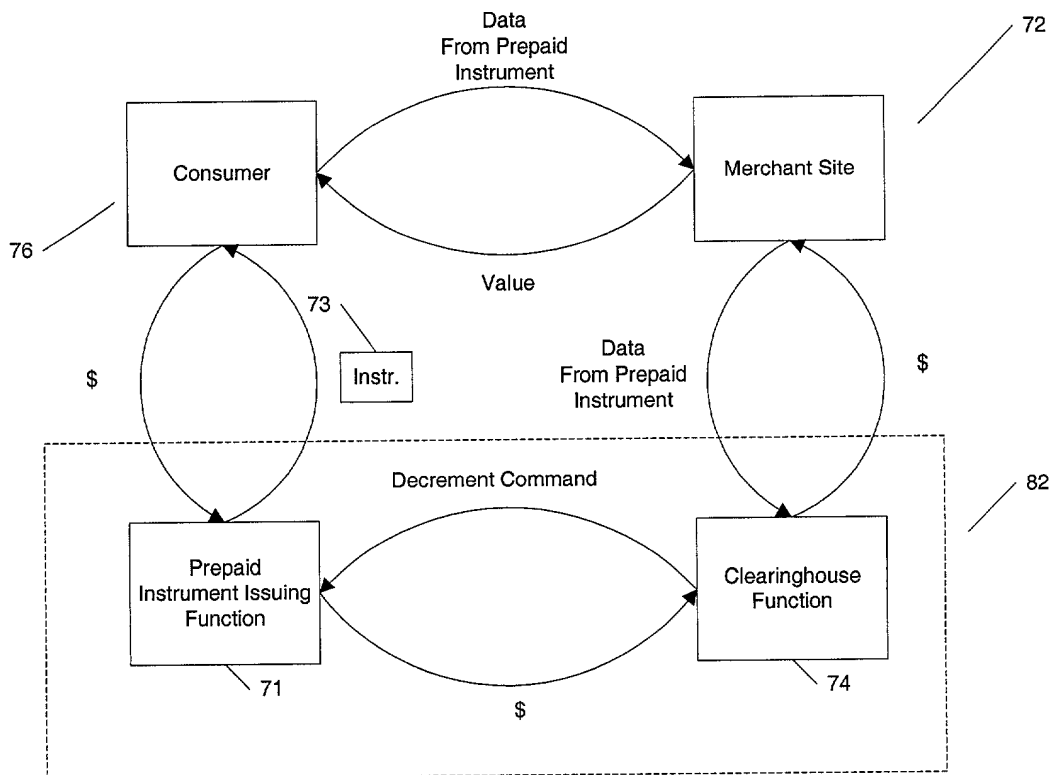 Data
From Prepaid
Instrument
72
Consumer
Merchant Site
76
Value
73
$
Instr.
Data
From Prepaid
Instrument
$
Decrement Command
82
Prepaid
Instrument Issuing
Function
Clearinghouse
Function
71
74
$